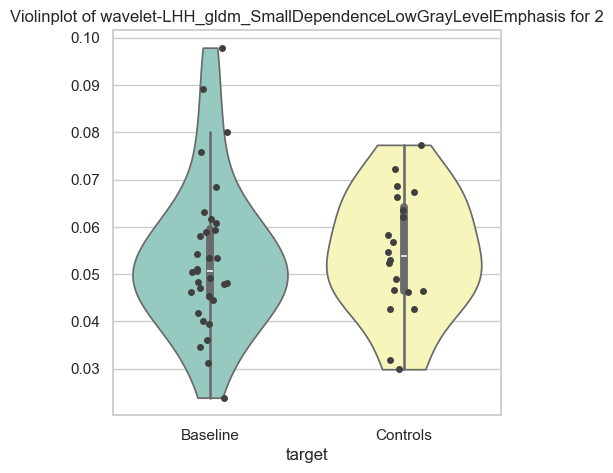 Violinplot of wavelet-LHH_gldm_SmallDependenceLowGrayLevelEmphasis for 2
0.10
0.09
0.08
0.07
0.06
0.05
0.04
0.03
Baseline
Controls
target